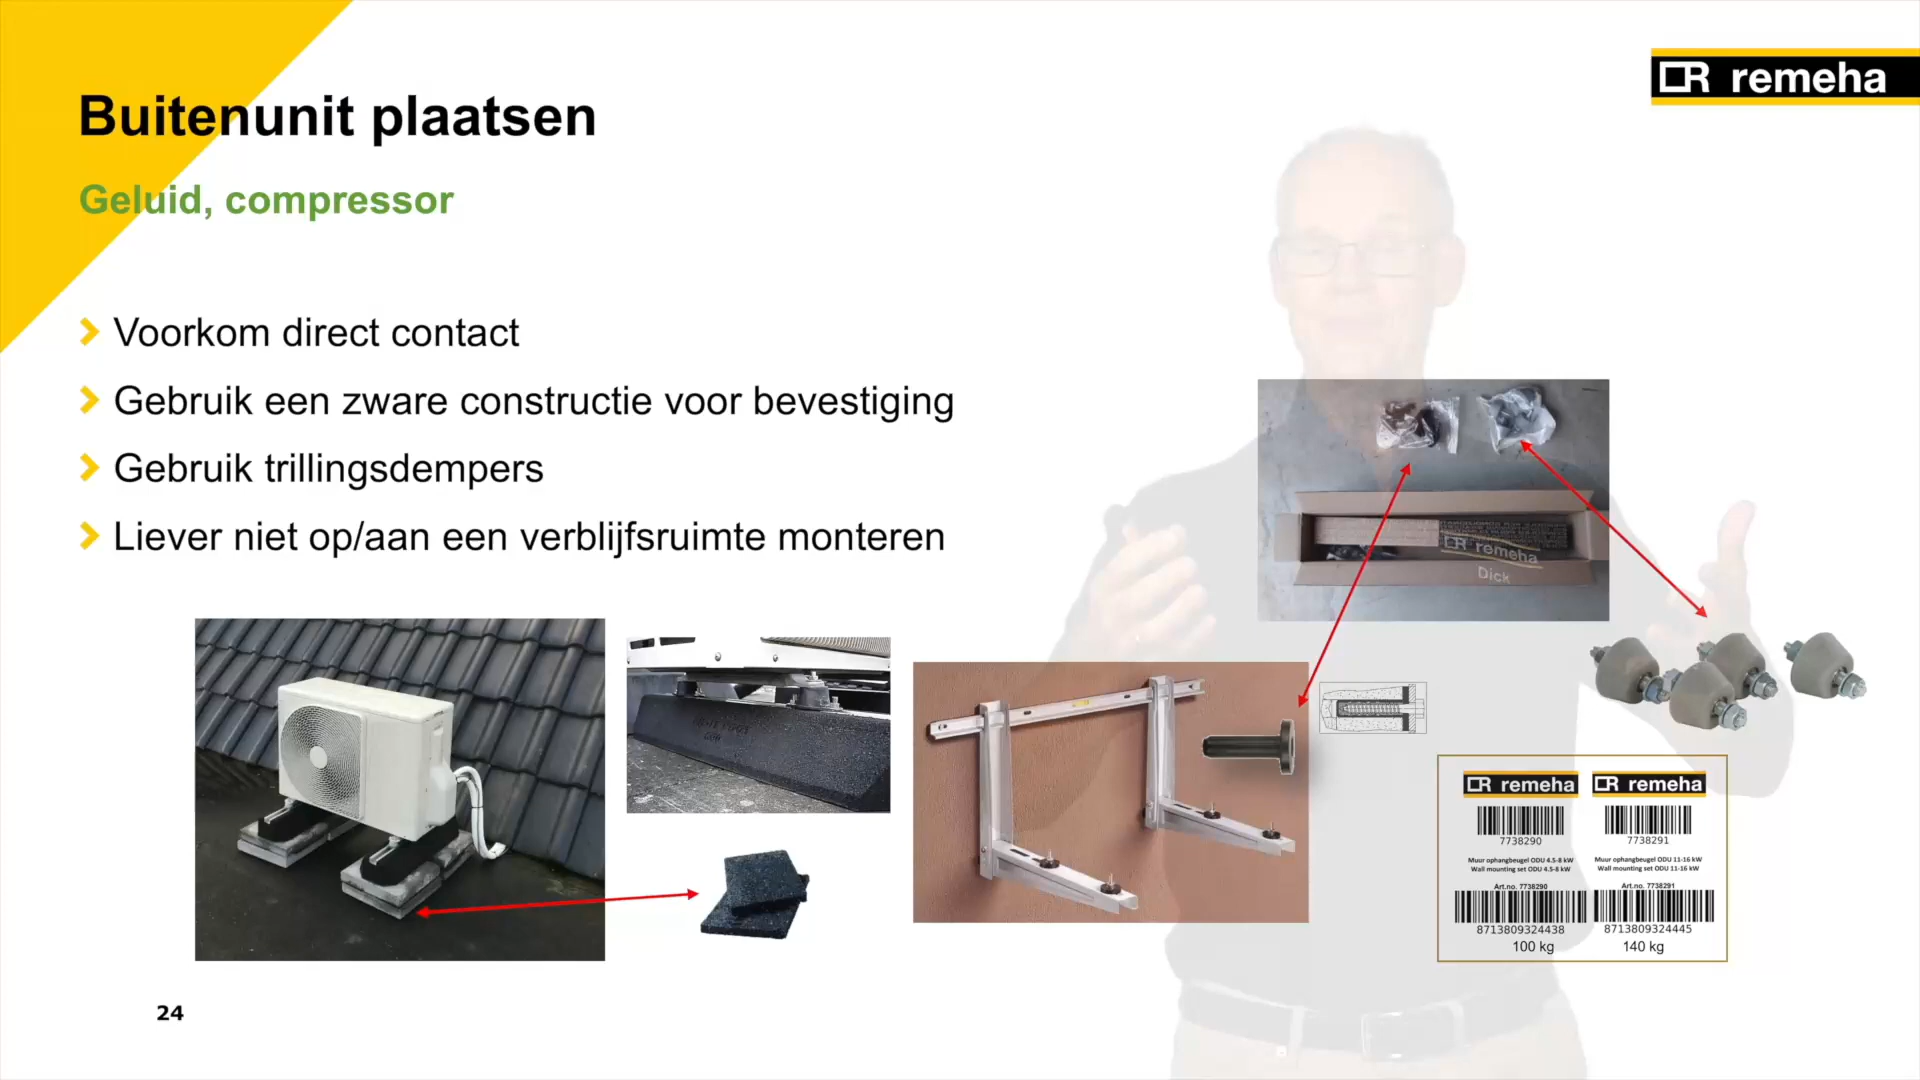 remeha
Buitenunit plaatsen
Geluid, compressor
Voorkom direct contact
Gebruik een zware constructie voor bevestiging
Gebruik trillingsdempers
Liever niet op/aan een verblijfsruimte monteren
remeha
Dick
remeha remeha
7738290 7738291
Muur ophangbeugel ODU 4.5-8 kW Muur ophangbeugel ODU 11-16 kW
Wall mounting set ODU 4.5-8 kW Wall mounting set ODU 11-16 kW
Art.no. 7738290 Art.no. 7738291
8713809324438 8713809324445
100 kg 140 kg
24